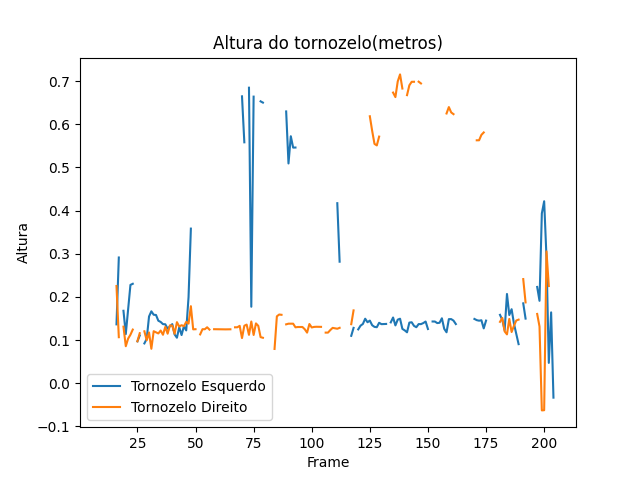 Altura do tornozelo(metros)
0.7
0.6
0.5
0.4
0.3
0.2
0.1
0.0
−0.1
Altura
Tornozelo Esquerdo
Tornozelo Direito
25 50 75 100 125 150 175 200
Frame